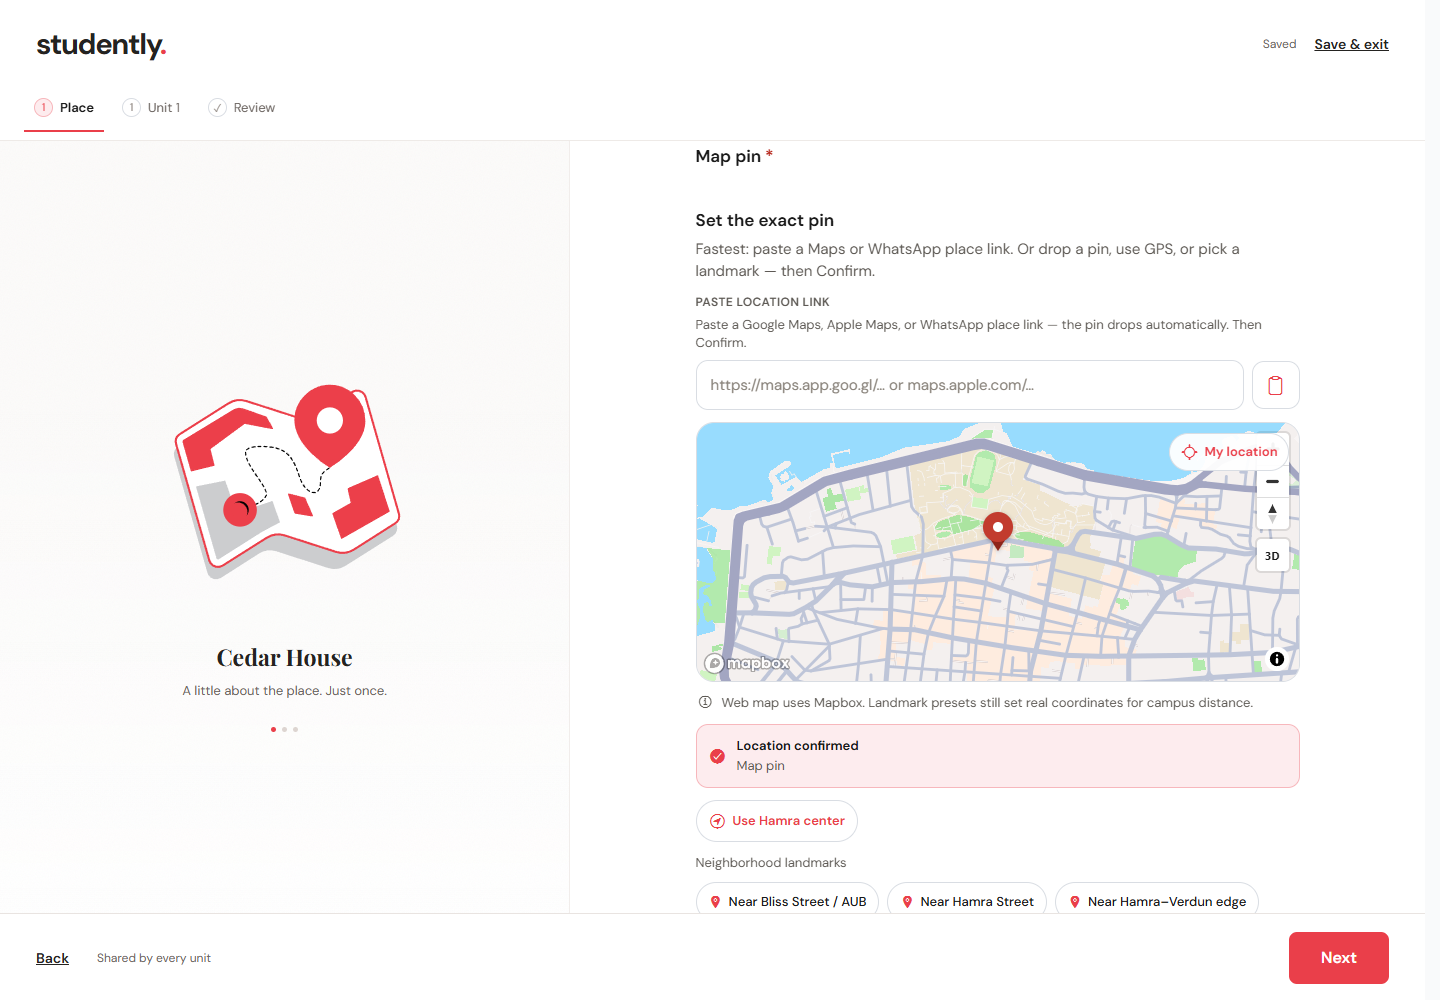 studently.
Saved
Save & exit
1 Place
1 Unit 1
✓ Review
Cedar House
A little about the place. Just once.
Map pin *
Set the exact pin
Fastest: paste a Maps or WhatsApp place link. Or drop a pin, use GPS, or pick a
landmark — then Confirm.
PASTE LOCATION LINK
Paste a Google Maps, Apple Maps, or WhatsApp place link — the pin drops automatically. Then
Confirm.
https://maps.app.goo.gl/… or maps.apple.com/…
My location
3D
mapbox
Web map uses Mapbox. Landmark presets still set real coordinates for campus distance.
Location confirmed
Map pin
Use Hamra center
Neighborhood landmarks
Near Bliss Street / AUB
Near Hamra Street
Near Hamra–Verdun edge
Back
Shared by every unit
Next